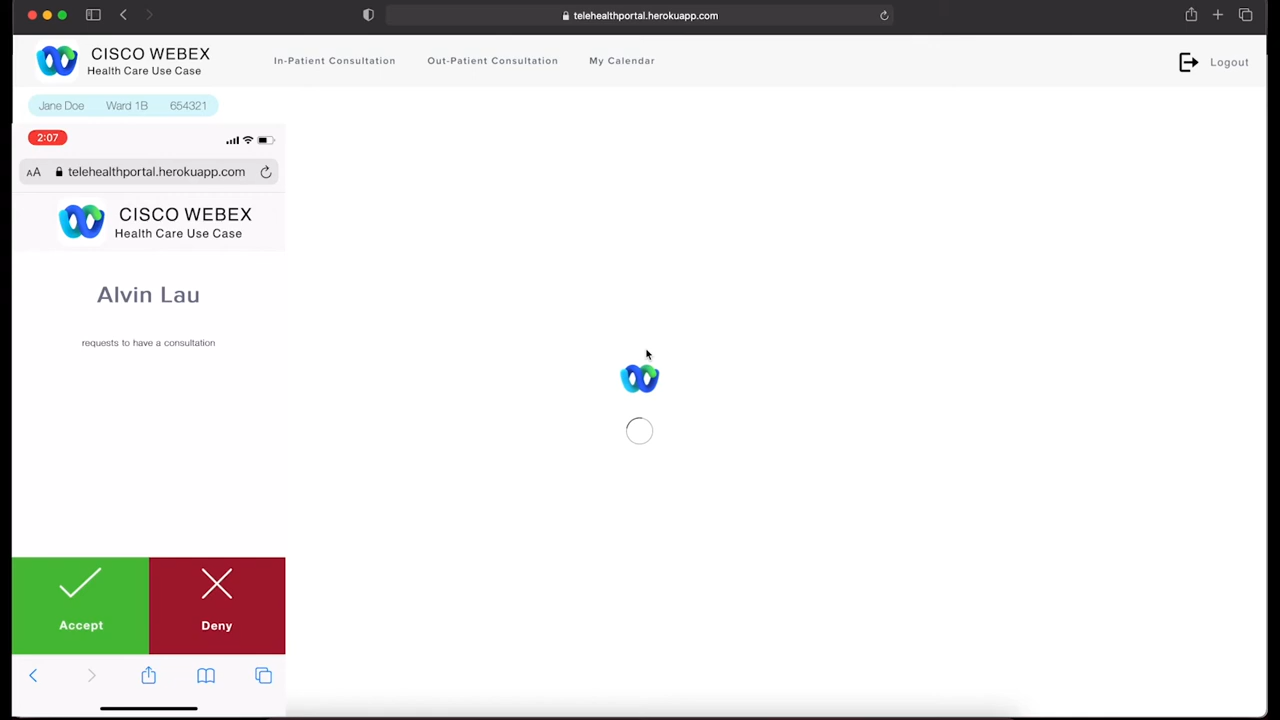 telehealthportal.herokuapp.com
CISCO WEBEX
Health Care Use Case
In-Patient Consultation
Out-Patient Consultation
My Calendar
Logout
Jane Doe Ward 1B 654321
2:07
AA telehealthportal.herokuapp.com
CISCO WEBEX
Health Care Use Case
Alvin Lau
requests to have a consultation
Accept
Deny